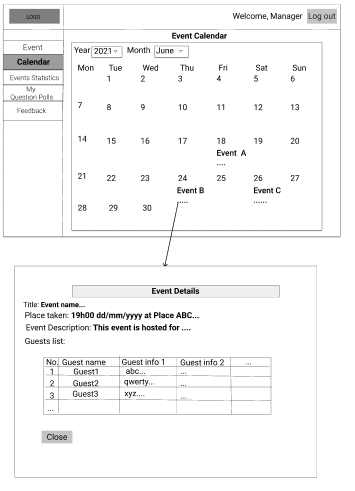 LOGO
Welcome, Manager Log out
Event Calendar
Event
Calendar
Events Statistics
My
Question Polls
Feedback
Year 2021 Month June
Mon Tue Wed Thu Fri Sat Sun
1 2 3 4 5 6
7 8 9 10 11 12 13
14 15 16 17 18 19 20
Event A
....
21 22 23 24 25 26 27
Event B Event C
..... ......
28 29 30
Event Details
Title: Event name...
Place taken: 19h00 dd/mm/yyyy at Place ABC...
Event Description: This event is hosted for ....
Guests list:
No. Guest name Guest info 1 Guest info 2 ...
1 Guest1 abc... ...
2 Guest2 qwerty... ...
3 Guest3 xyz.... ...
...
Close